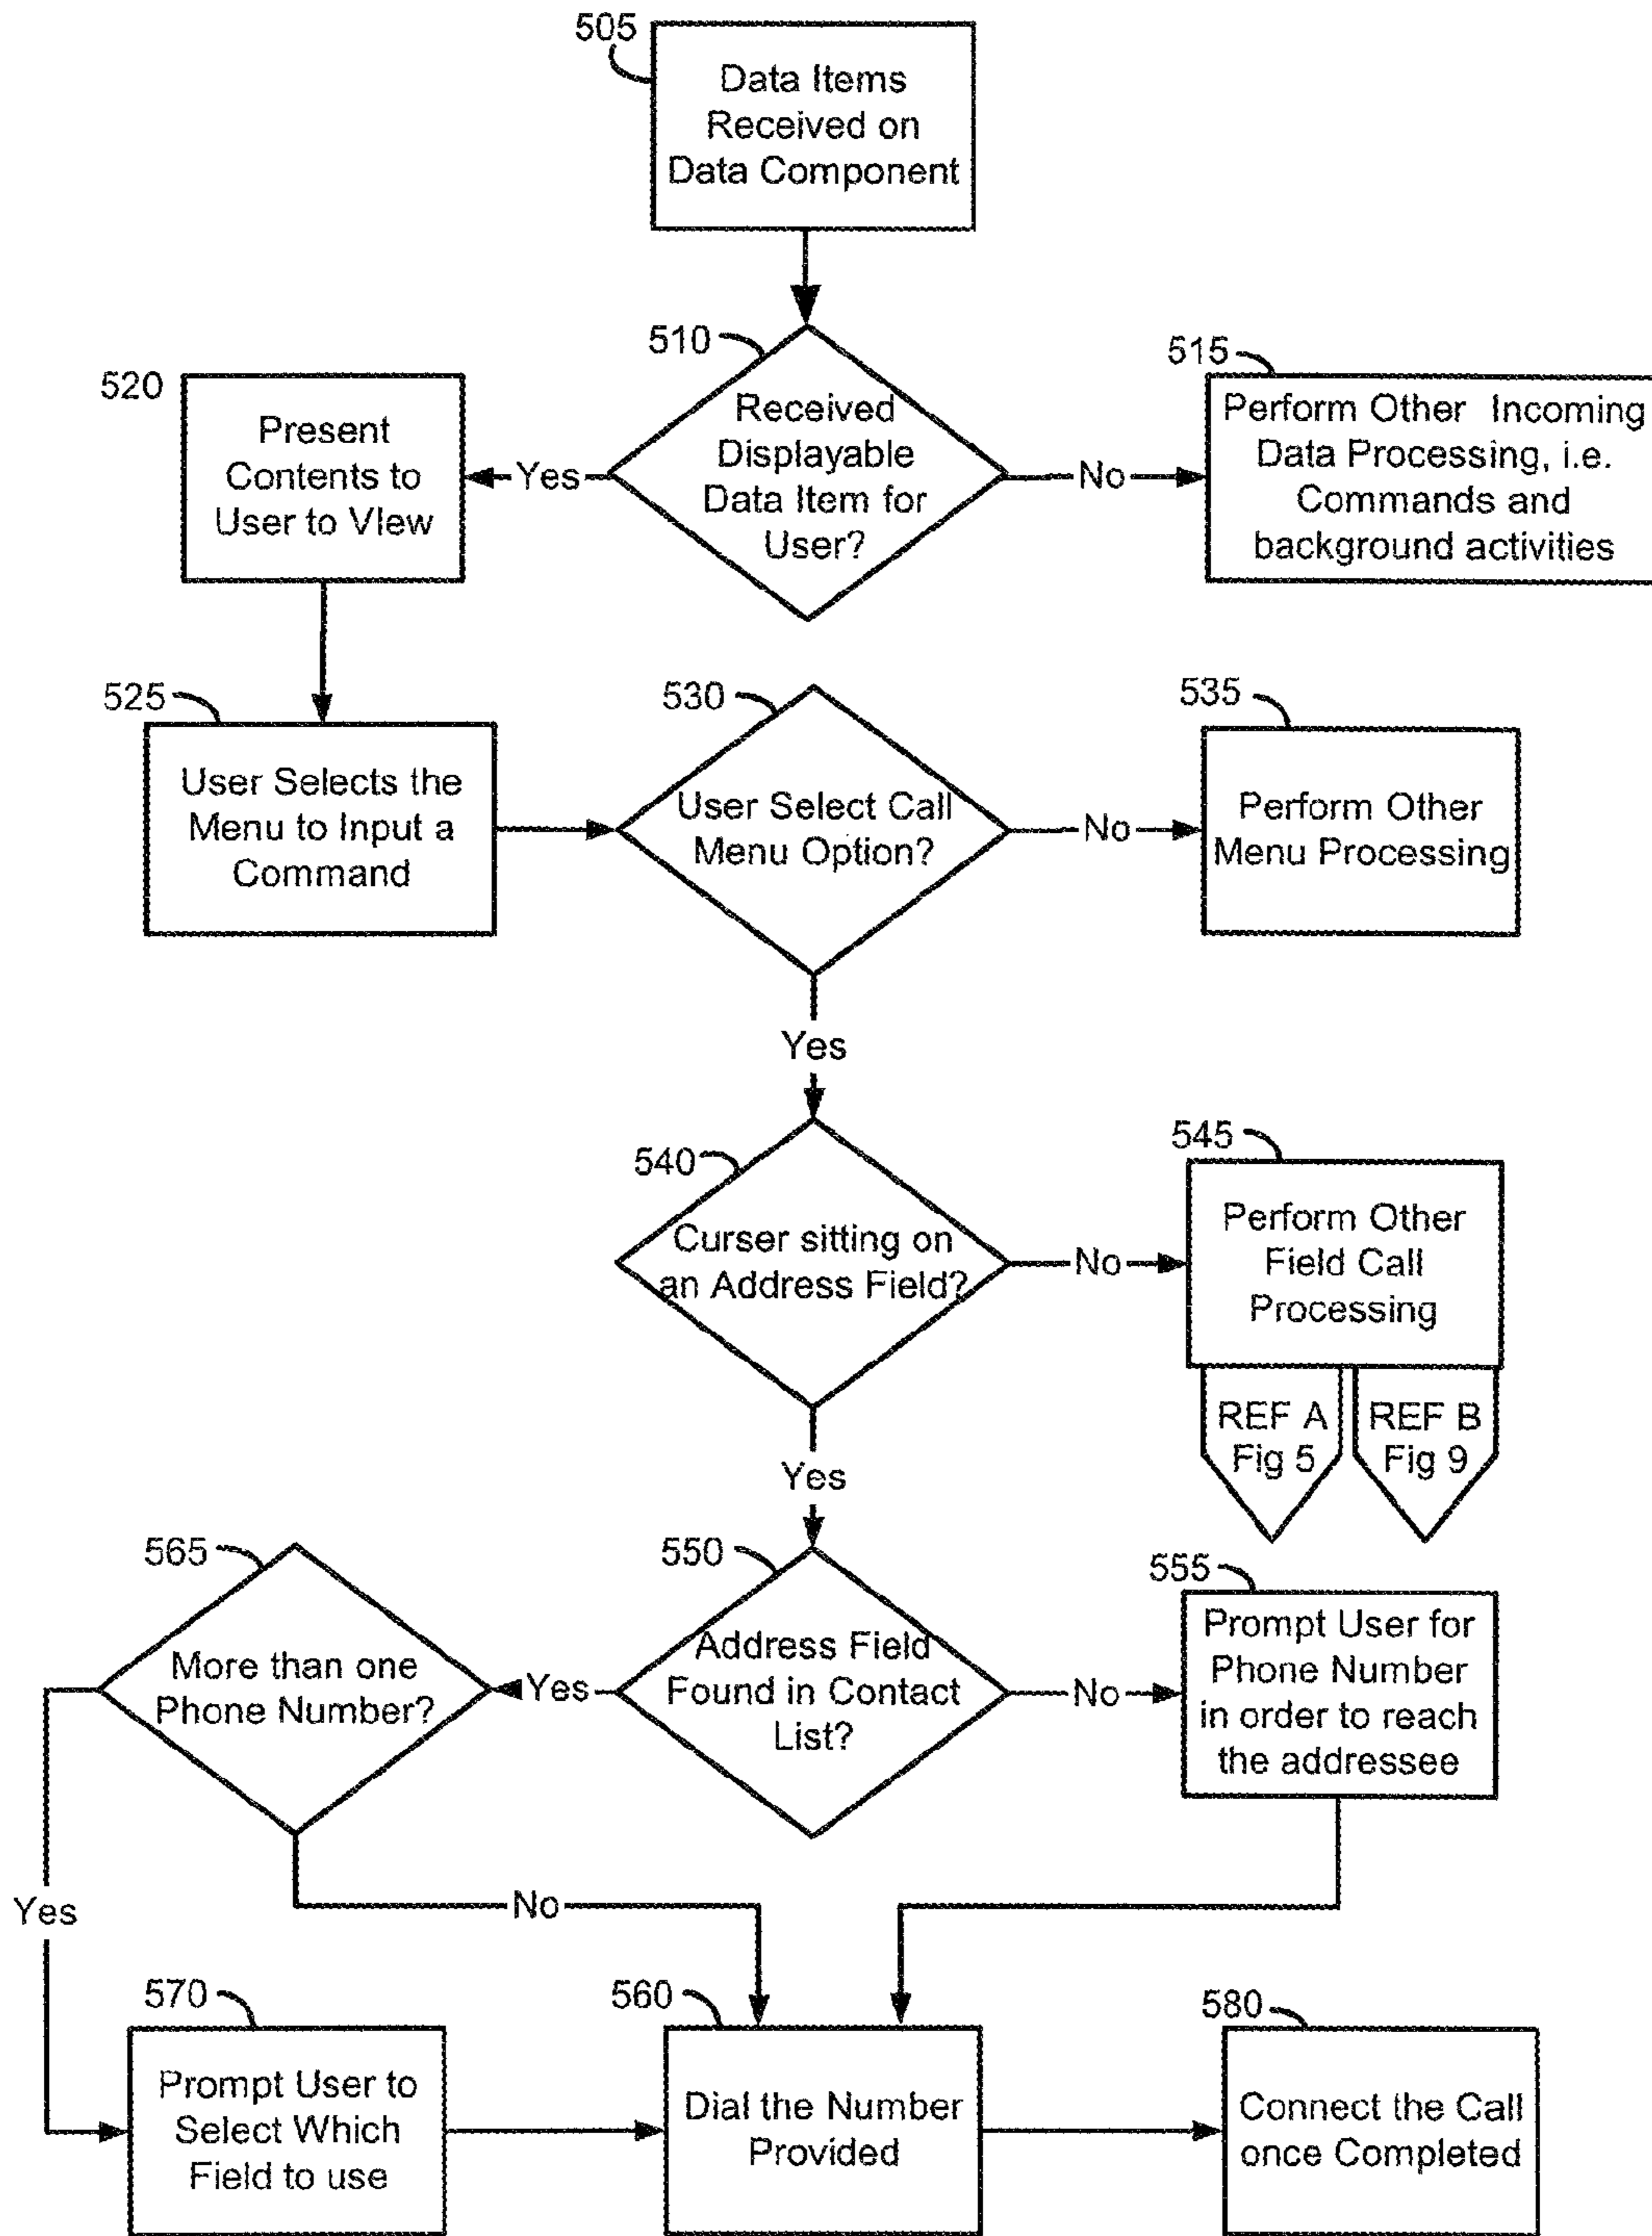 505
Data Items
Received on
Data Component
510
Received
Displayable
Data Item for
User?
515
Perform Other Incoming
Data Processing, i.e.
Commands and
background activities
No
Yes
520
Present
Contents to
User to VIew
525
User Selects the
Menu to Input a
Command
530
User Select Call
Menu Option?
No
535
Perform Other
Menu Processing
Yes
540
Curser sitting on
an Address Field?
No
545
Perform Other
Field Call
Processing
REF A
Fig 5
REF B
Fig 9
Yes
550
Address Field
Found in Contact
List?
No
555
Prompt User for
Phone Number
in order to reach
the addressee
Yes
565
More than one
Phone Number?
Yes
No
570
Prompt User to
Select Which
Field to use
560
Dial the Number
Provided
580
Connect the Call
once Completed